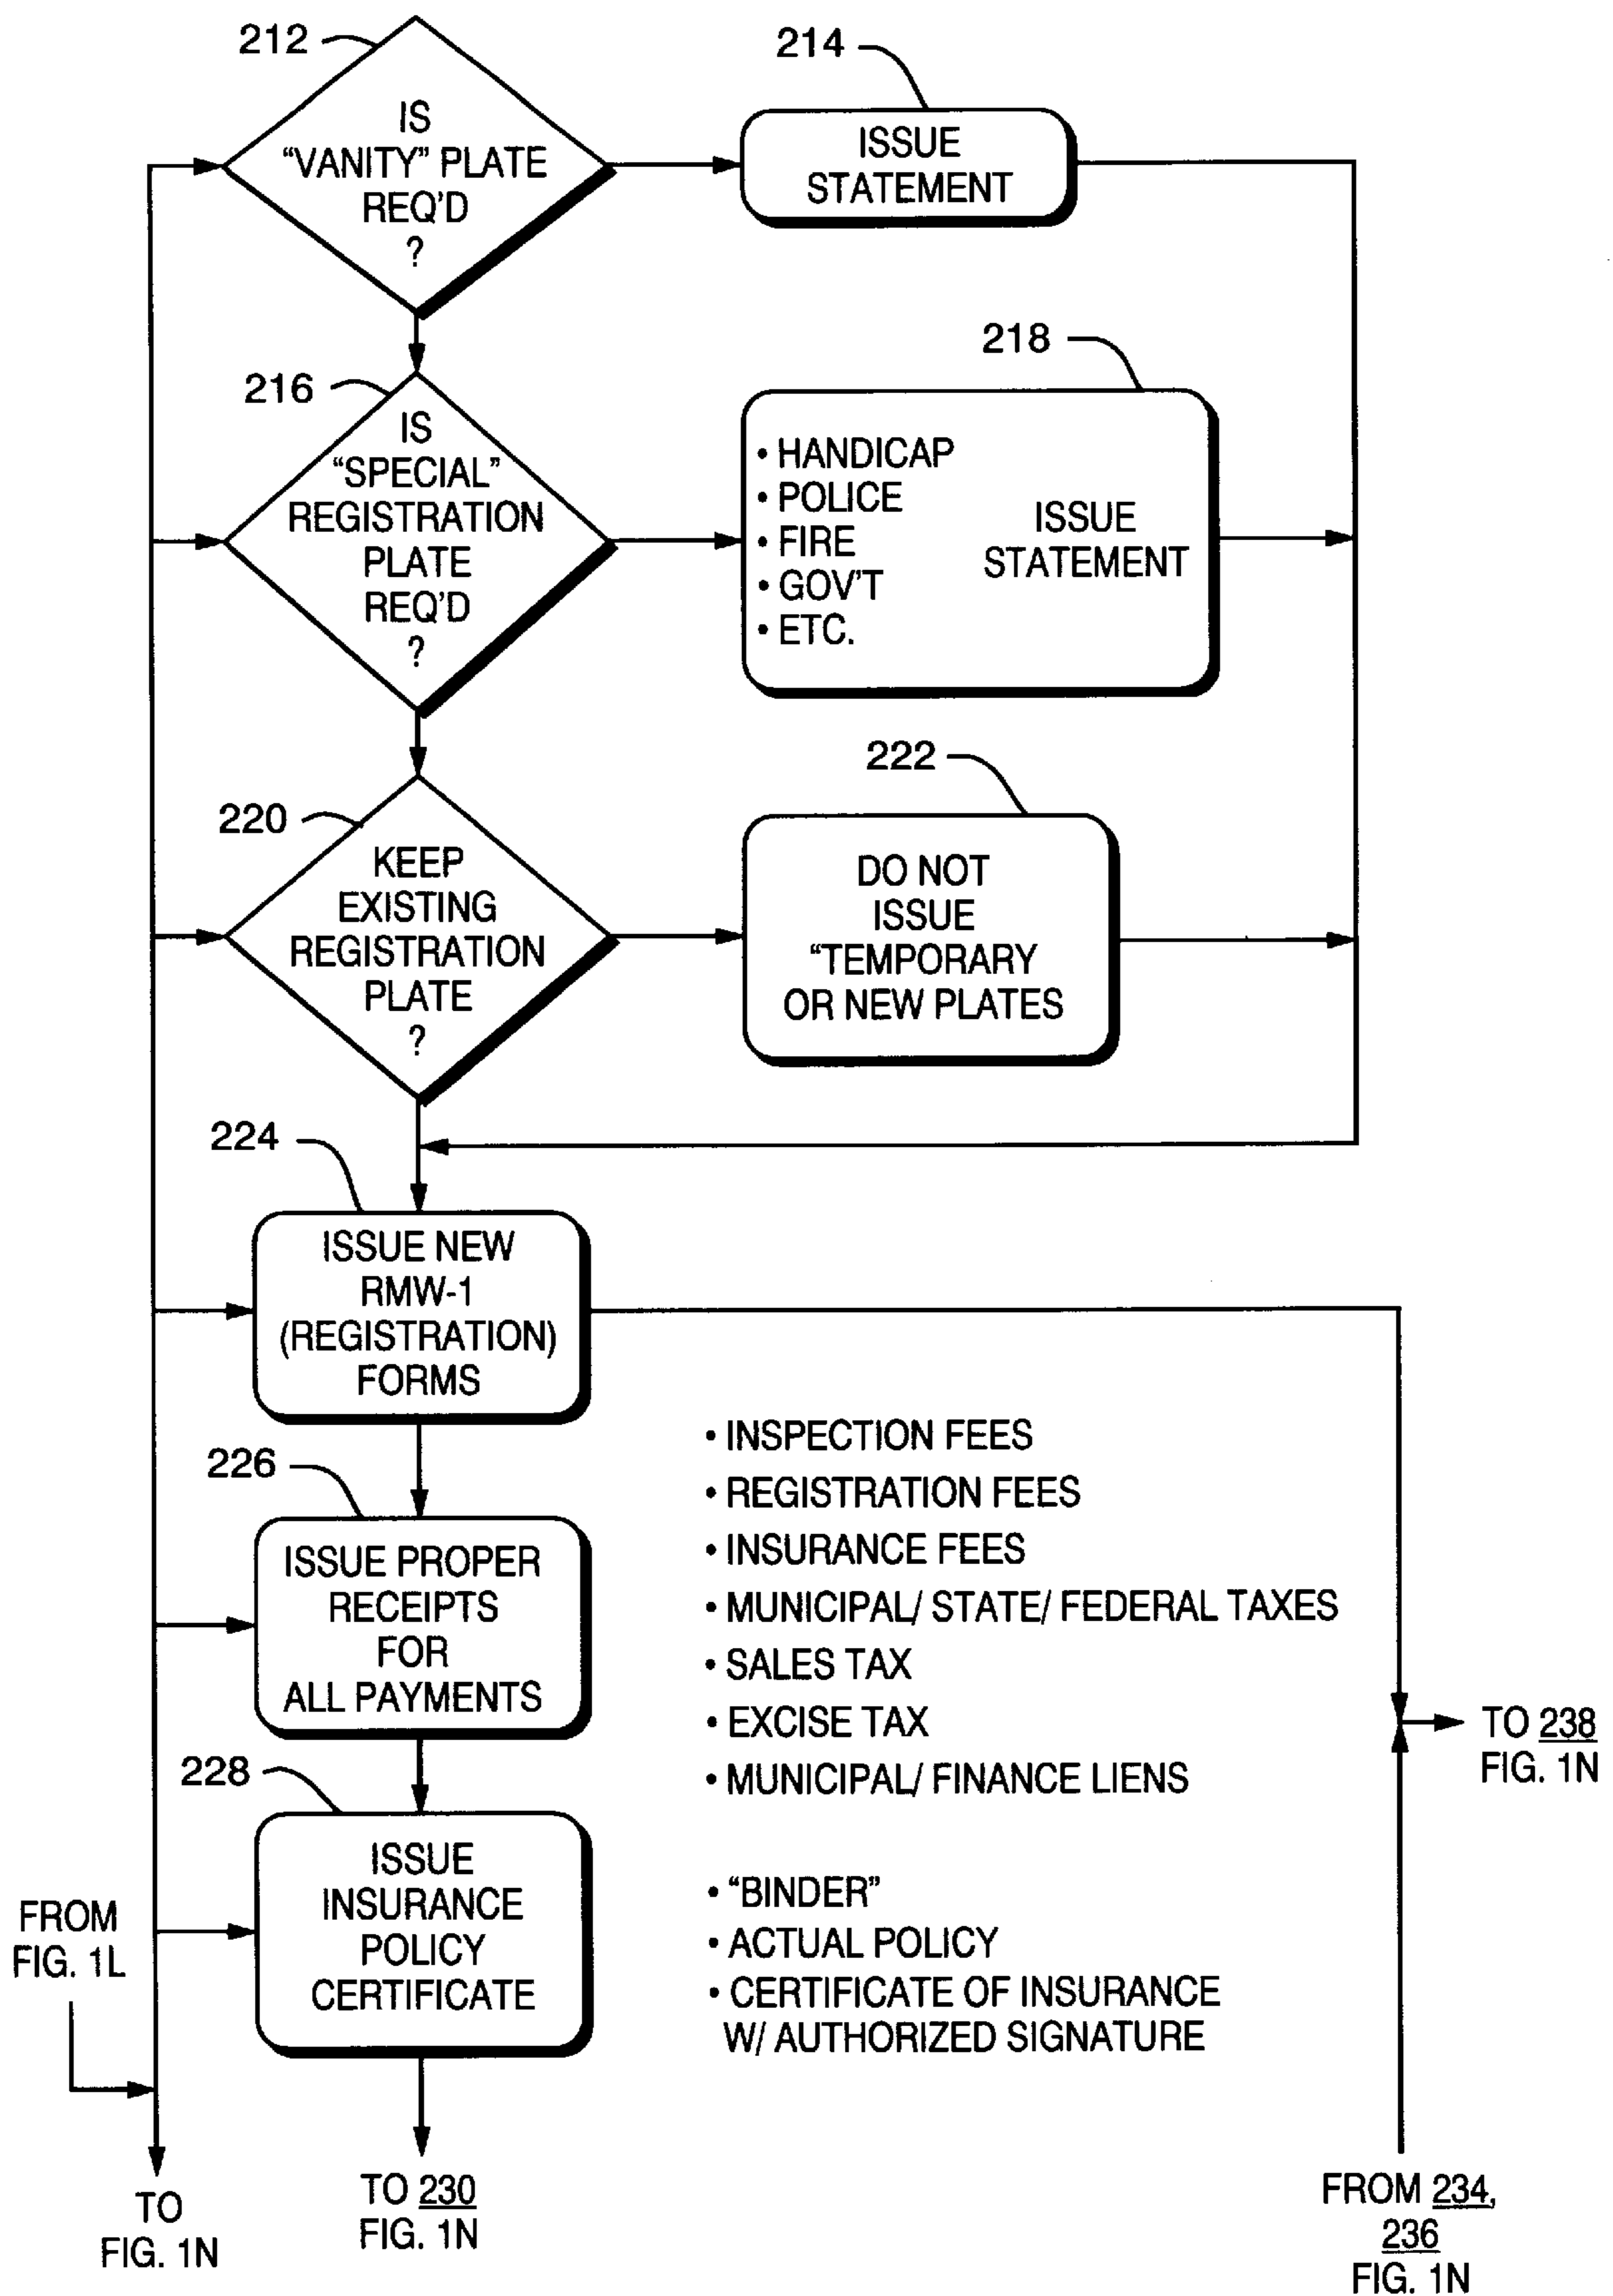 212
IS
“VANITY” PLATE
REQ'D
?
214
ISSUE
STATEMENT
216
IS
“SPECIAL”
REGISTRATION
PLATE
REQ'D
?
218
• HANDICAP
• POLICE
• FIRE
• GOV'T
• ETC.
ISSUE
STATEMENT
220
KEEP
EXISTING
REGISTRATION
PLATE
?
222
DO NOT
ISSUE
“TEMPORARY
OR NEW PLATES
224
ISSUE NEW
RMW-1
(REGISTRATION)
FORMS
226
ISSUE PROPER
RECEIPTS
FOR
ALL PAYMENTS
• INSPECTION FEES
• REGISTRATION FEES
• INSURANCE FEES
• MUNICIPAL/ STATE/ FEDERAL TAXES
• SALES TAX
• EXCISE TAX
• MUNICIPAL/ FINANCE LIENS
TO 238
FIG. 1N
228
ISSUE
INSURANCE
POLICY
CERTIFICATE
• “BINDER”
• ACTUAL POLICY
• CERTIFICATE OF INSURANCE
W/ AUTHORIZED SIGNATURE
FROM
FIG. 1L
TO
FIG. 1N
TO 230
FIG. 1N
FROM 234,
236
FIG. 1N